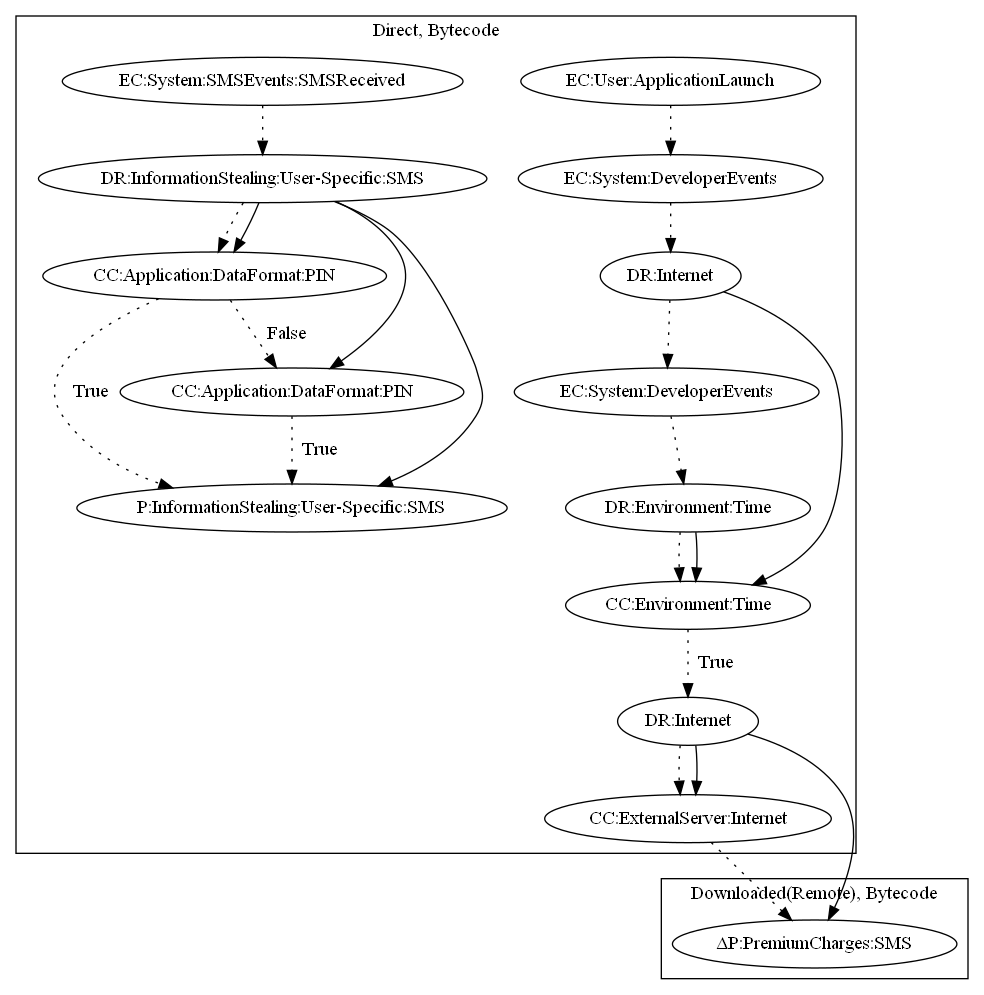 Direct, Bytecode
EC:System:SMSEvents:SMSReceived
EC:User:ApplicationLaunch
DR:InformationStealing:User-Specific:SMS
EC:System:DeveloperEvents
CC:Application:DataFormat:PIN
DR:Internet
False
True
CC:Application:DataFormat:PIN
EC:System:DeveloperEvents
True
P:InformationStealing:User-Specific:SMS
DR:Environment:Time
CC:Environment:Time
True
DR:Internet
CC:ExternalServer:Internet
Downloaded(Remote), Bytecode
ΔP:PremiumCharges:SMS